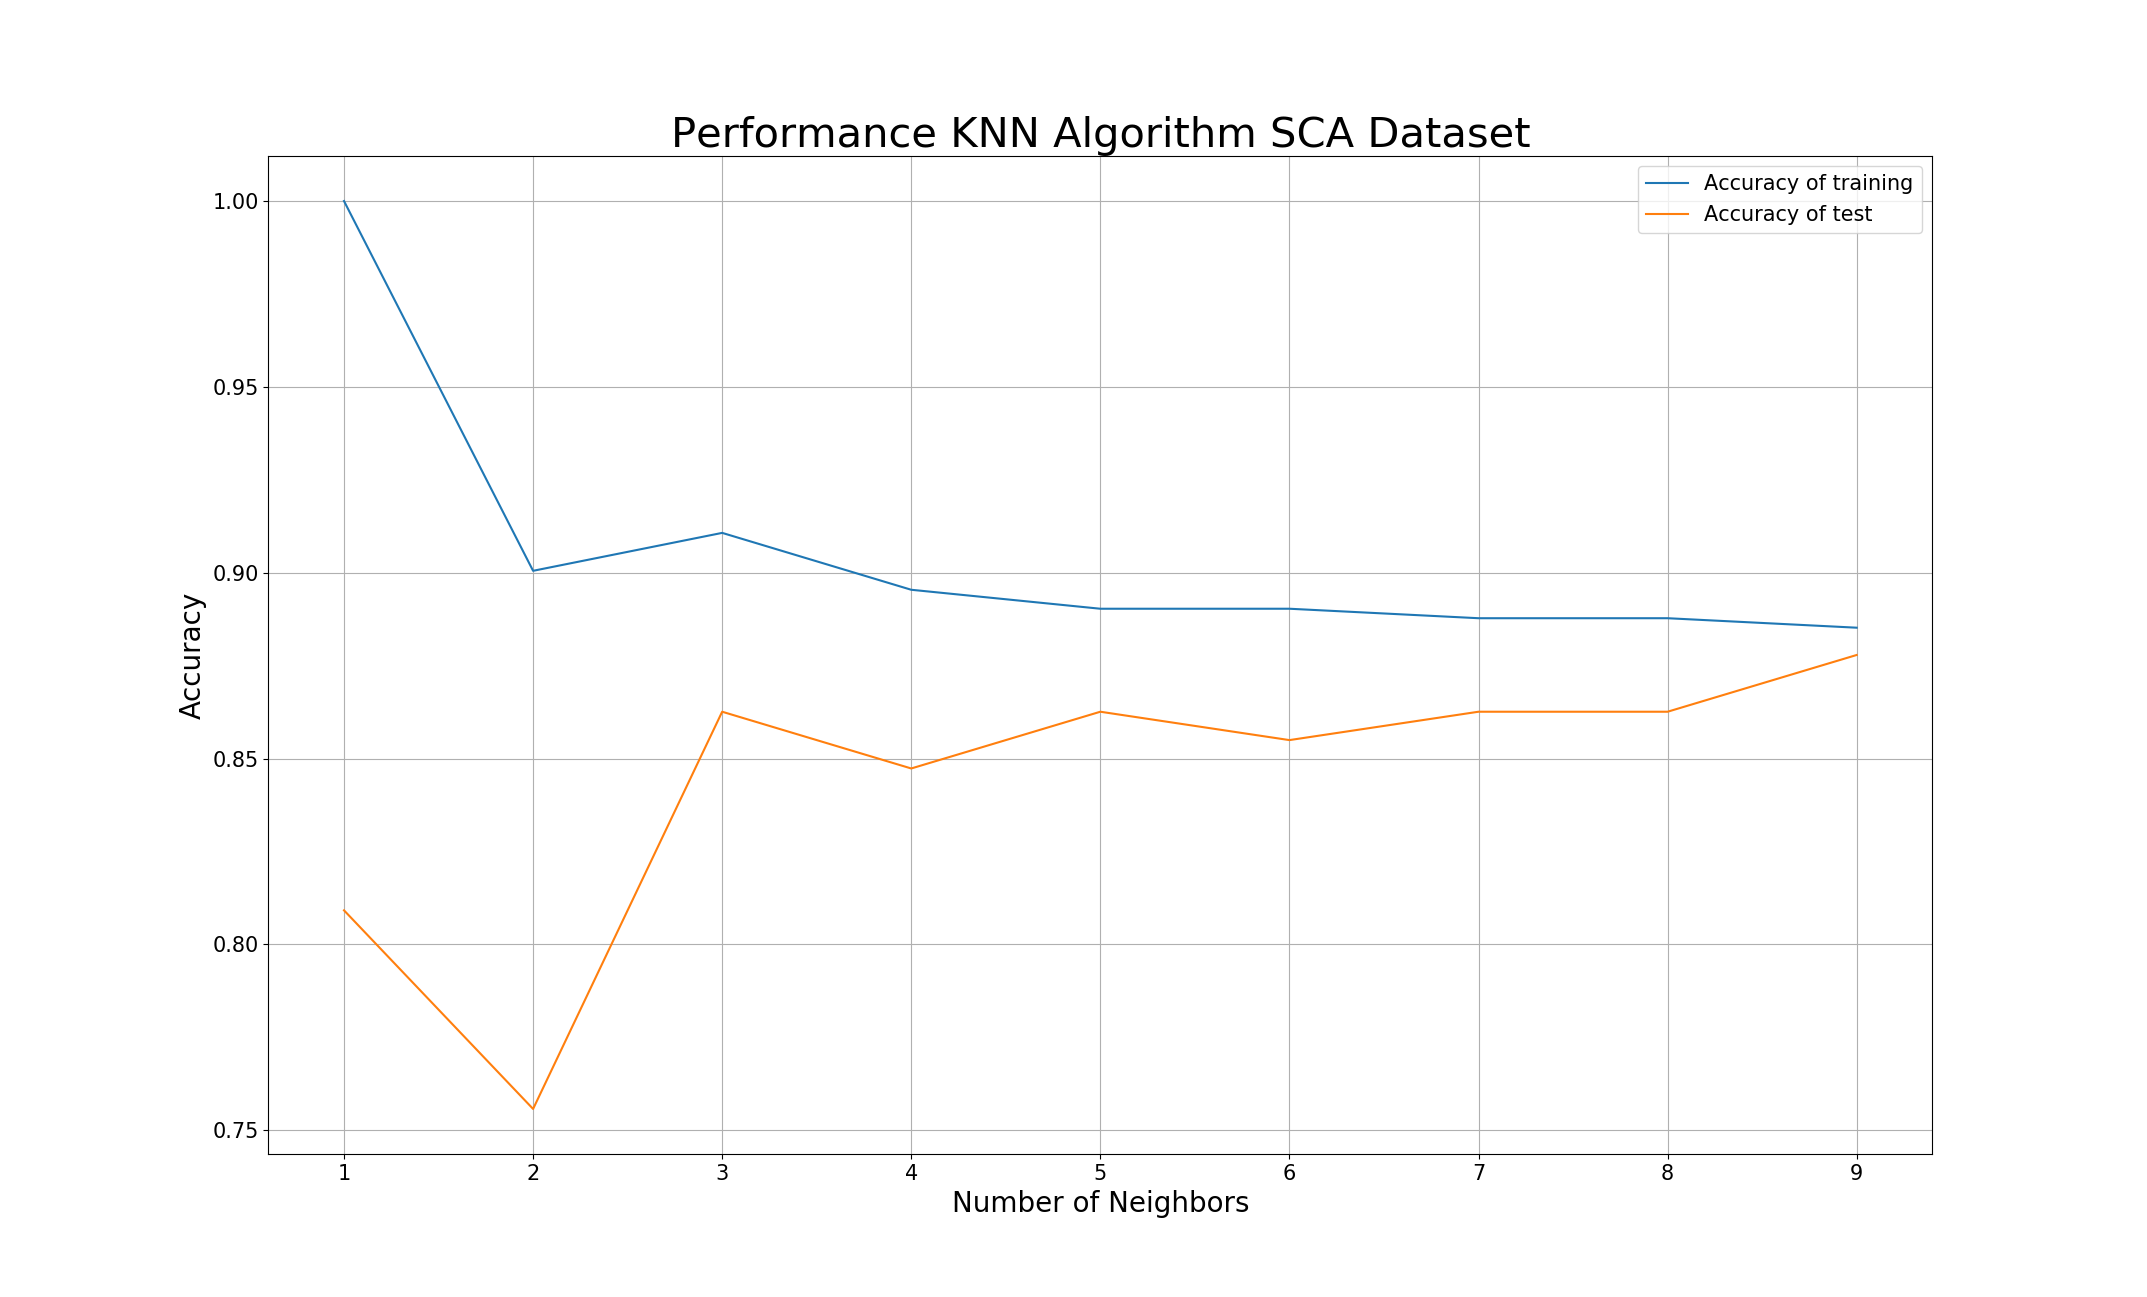 Performance KNN Algorithm SCA Dataset
Accuracy of training
Accuracy of test
1.00
0.95
0.90
0.85
0.80
0.75
Accuracy
1 2 3 4 5 6 7 8 9
Number of Neighbors